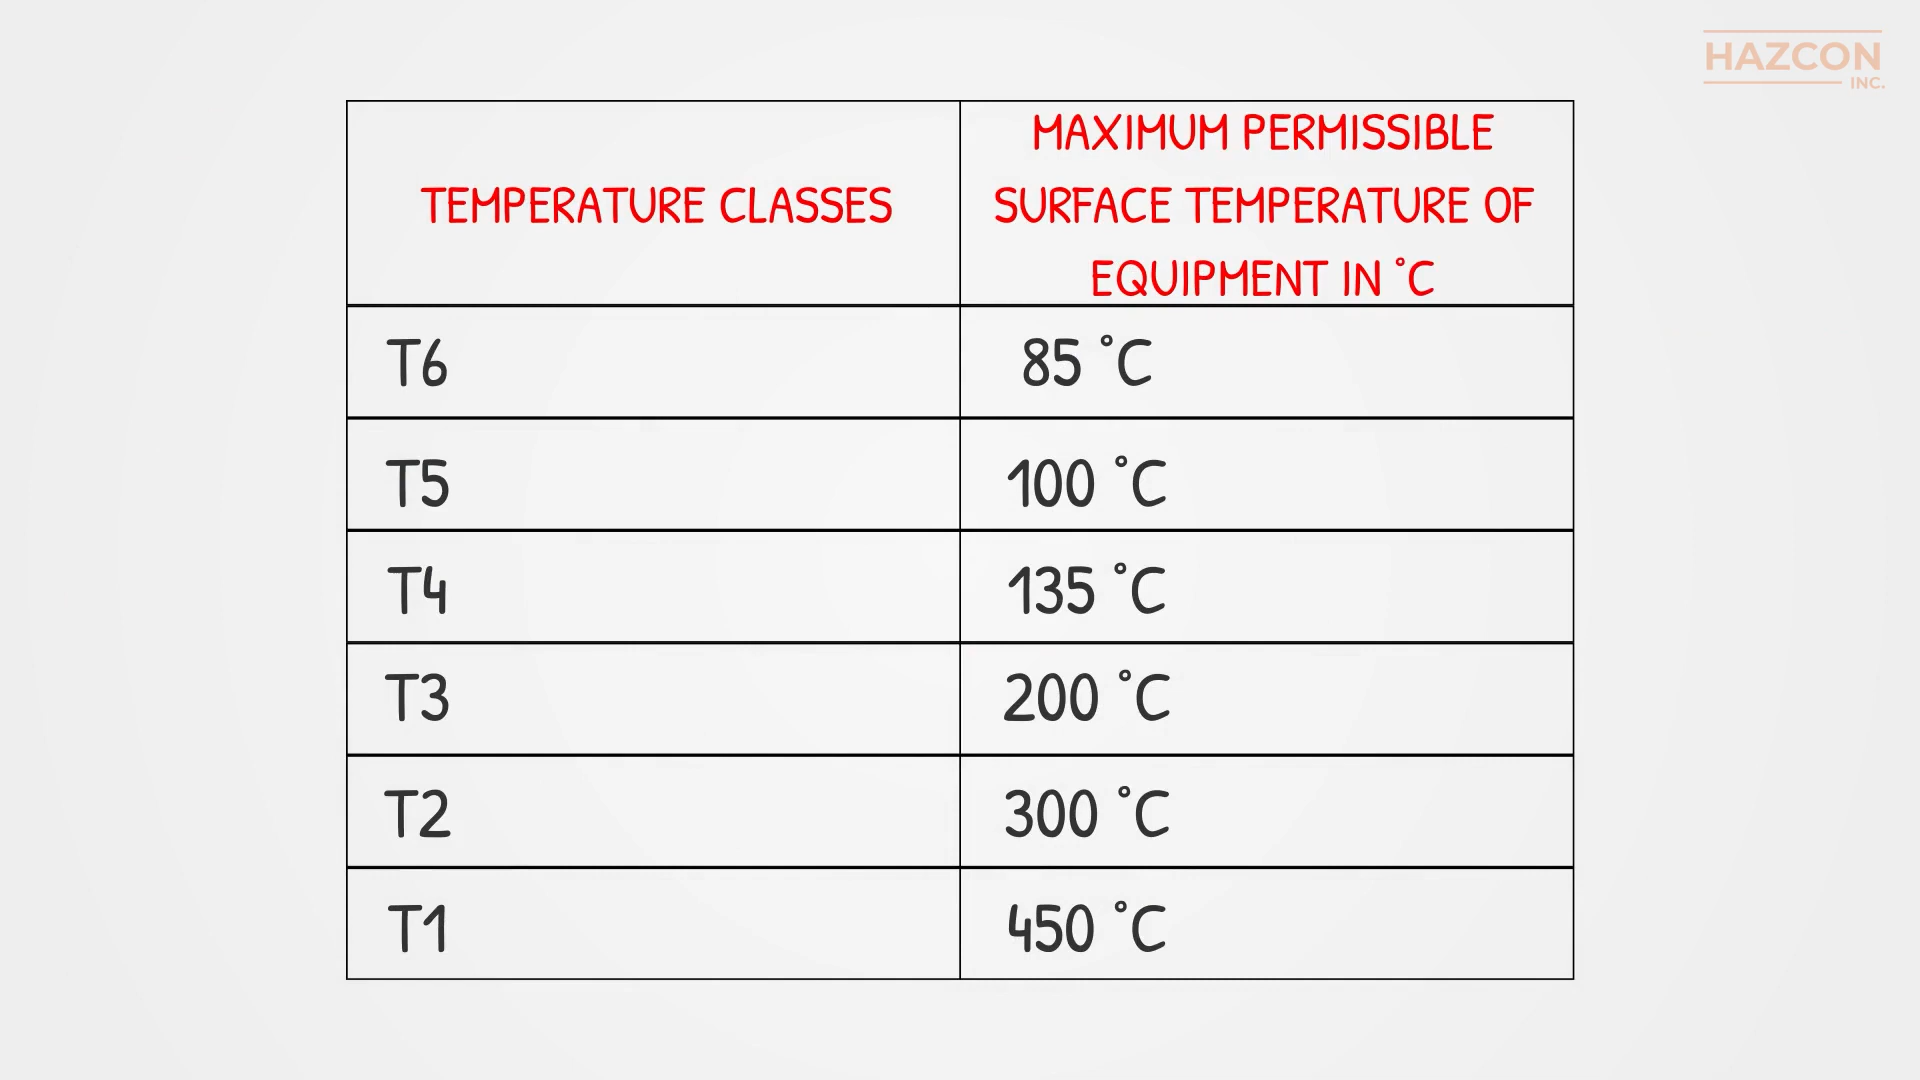 HAZCON
INC.
TEMPERATURE CLASSES
MAXIMUM PERMISSIBLE
SURFACE TEMPERATURE OF
EQUIPMENT IN °C
T6 85 °C
T5 100 °C
T4 135 °C
T3 200 °C
T2 300 °C
T1 450 °C